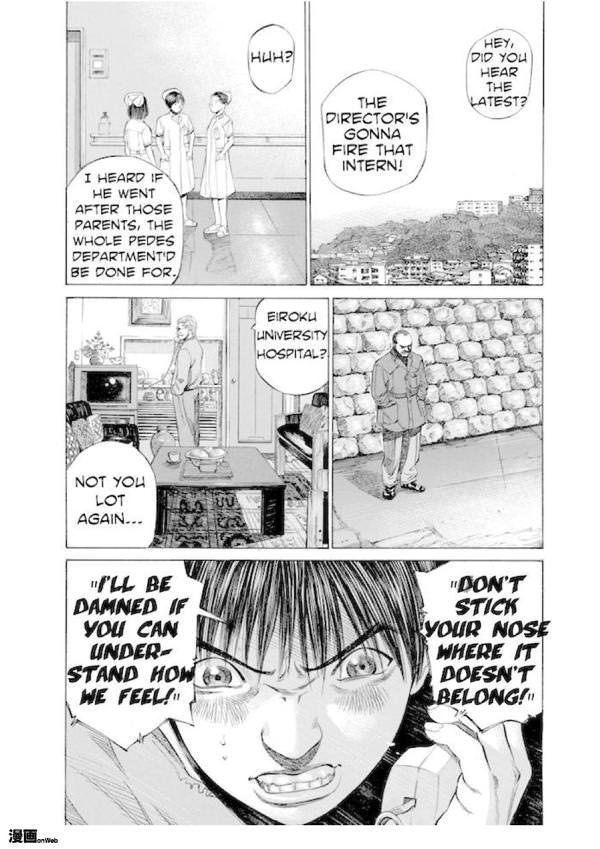 HEY,
DID YOU
HEAR
THE
LATEST?
THE
DIRECTOR'S
GONNA
FIRE THAT
INTERN!
HUH?
I HEARD IF
HE WENT
AFTER THOSE
PARENTS, THE
WHOLE PEDES
DEPARTMENT'D
BE DONE FOR.
EIROKU
UNIVERSITY
HOSPITAL?
NOT YOU
LOT
AGAIN...
"DON'T
STICK
YOUR NOSE
WHERE IT
DOESN'T
BELONG!"
"I'LL BE
DAMNED IF
YOU CAN
UNDER-
STAND HOW
WE FEEL!"
漫画onWeb